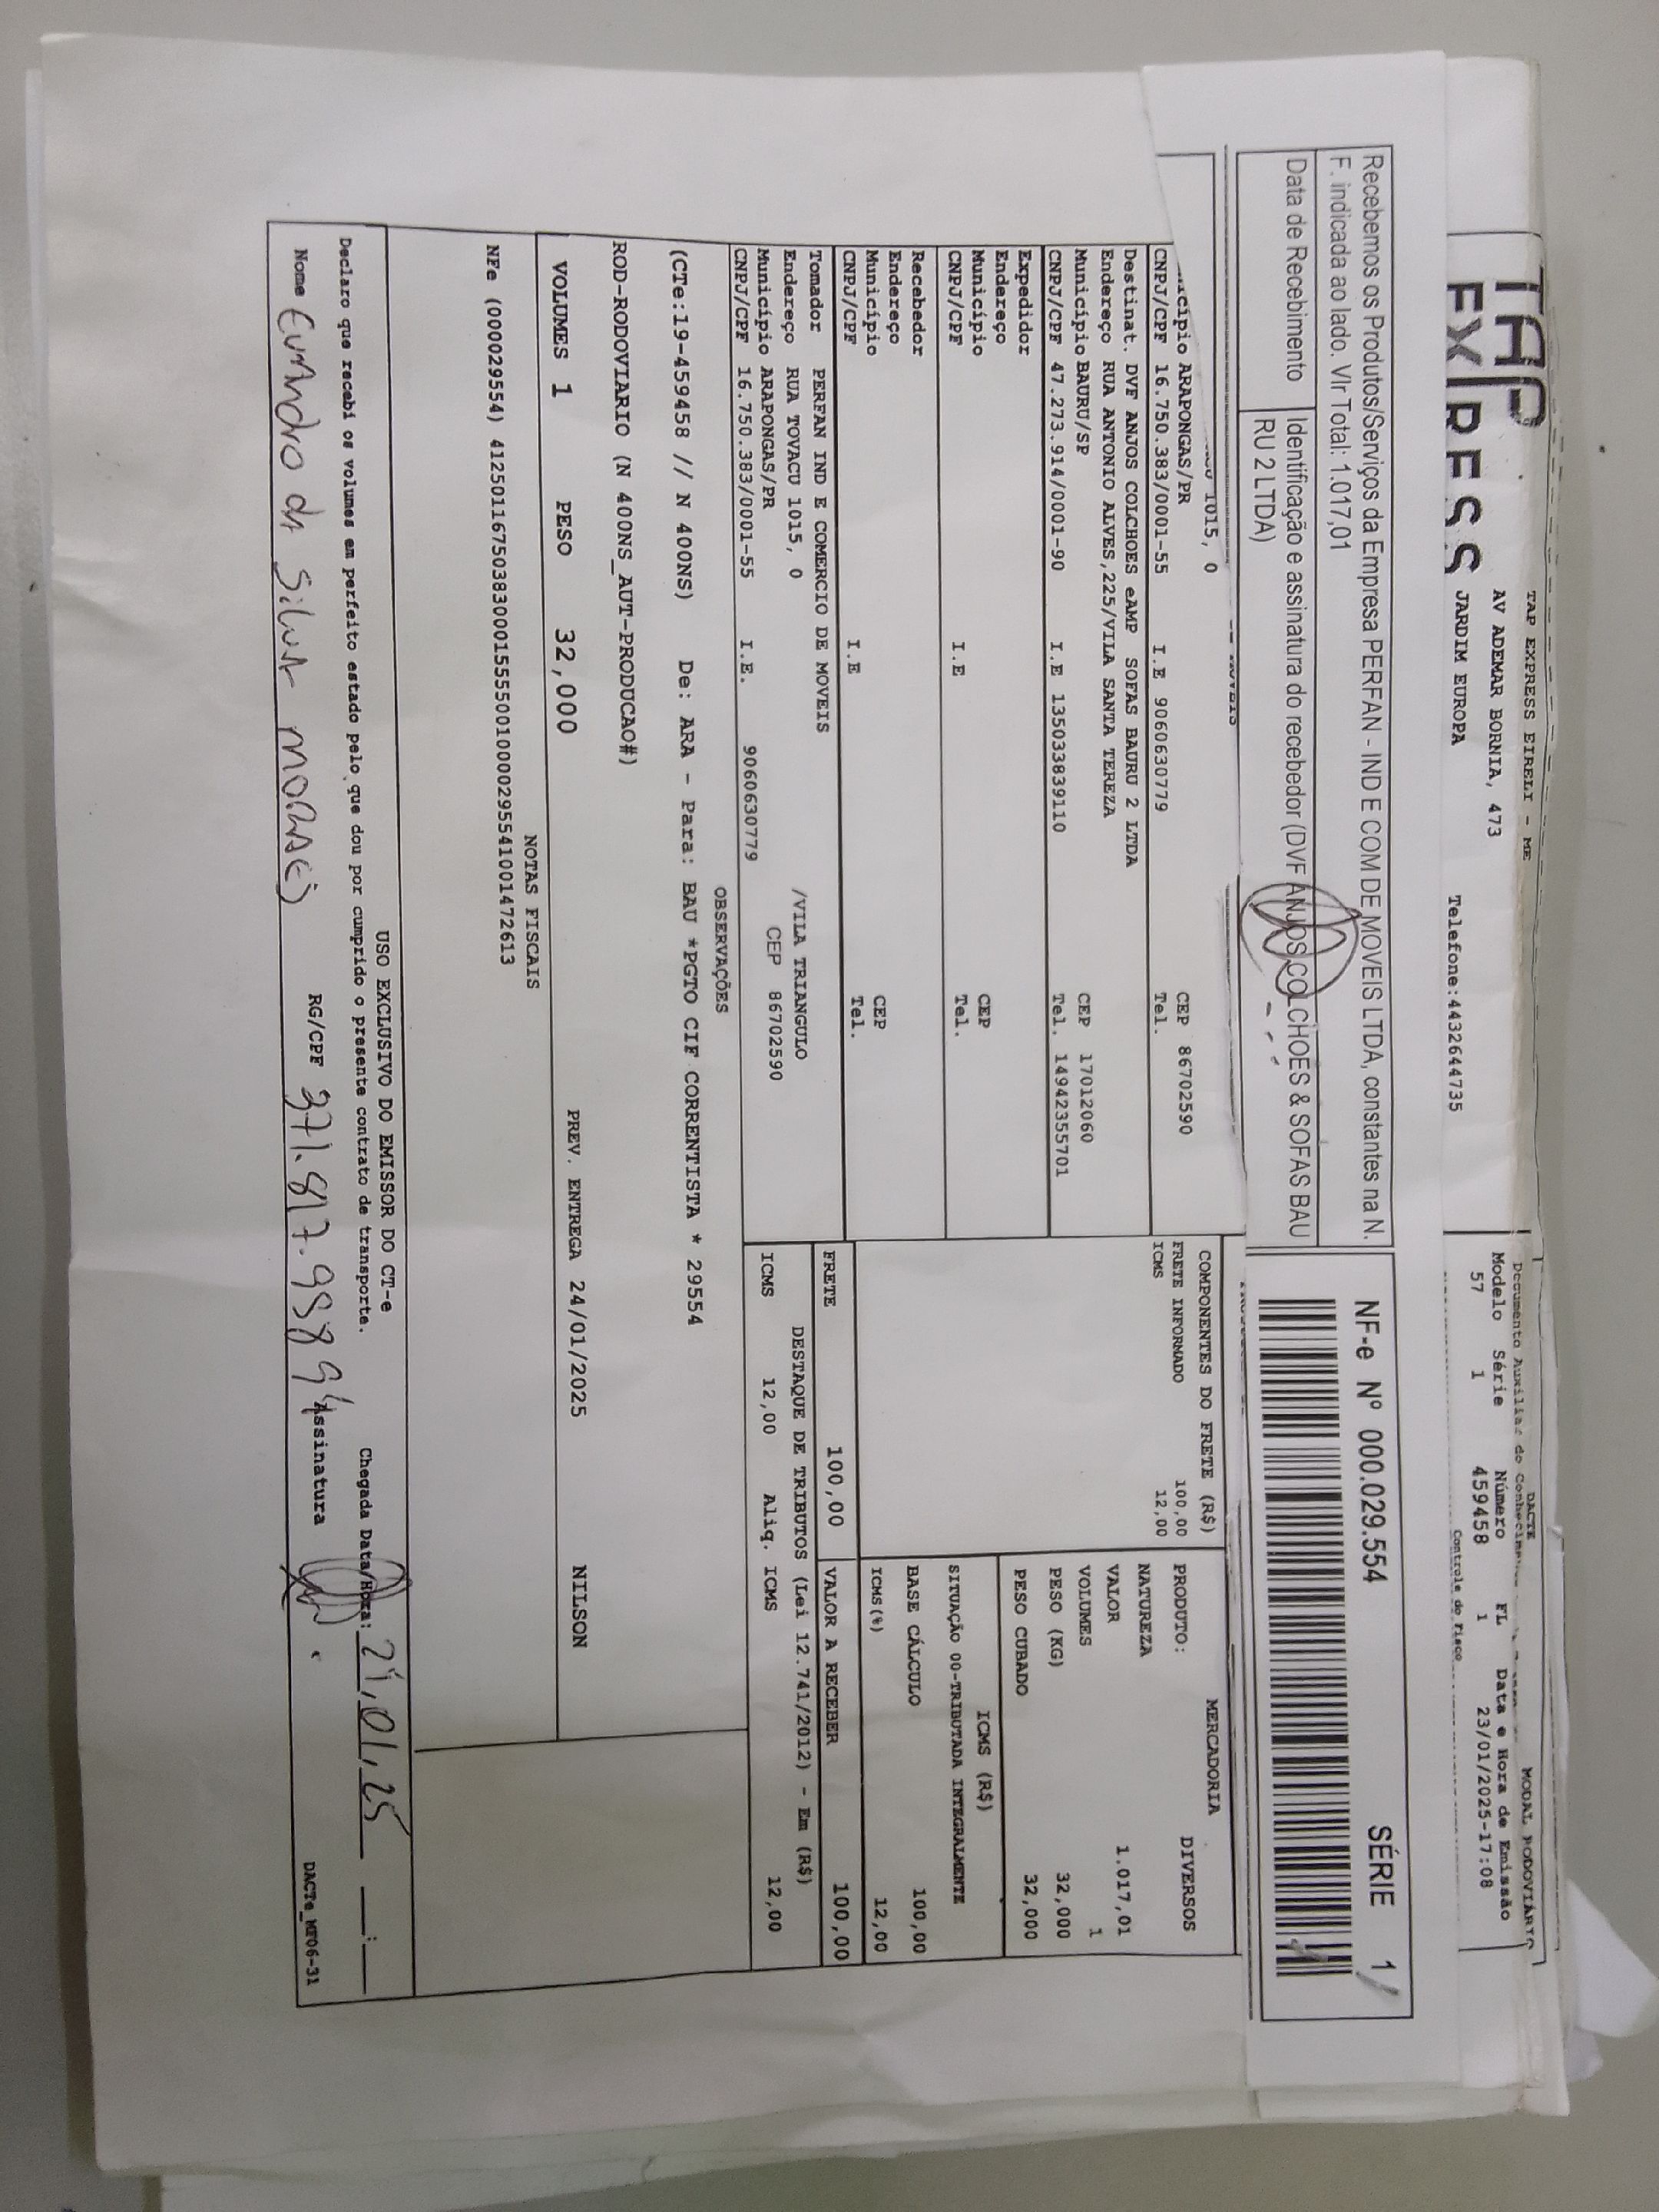 TAP EXPRESS
TAP EXPRESS EIRELI - ME
AV ADEMAR BORNIA, 473
JARDIM EUROPA
Telefone:4432644735
DACTE
MODAL RODOVIÁRIO
Modelo Série Número FL Data e Hora de Emissão
57 1 459458 1 23/01/2025-17:08
Controle do Fisco
Recebemos os Produtos/Serviços da Empresa PERFAN - IND E COM DE MOVEIS LTDA, constantes na N.
F. indicada ao lado. Vlr Total: 1.017,01
Data de Recebimento
Identificação e assinatura do recebedor (DVF ANJOS COLCHOES & SOFAS BAU
RU 2 LTDA)
NF-e Nº 000.029.554 SÉRIE 1
1015, 0
ARAPONGAS/PR CEP 86702590
CNPJ/CPF 16.750.383/0001-55 I.E 9060630779 Tel.
Destinat. DVF ANJOS COLCHOES eAMP SOFAS BAURU 2 LTDA
Endereço RUA ANTONIO ALVES,225/VILA SANTA TEREZA
Município BAURU/SP CEP 17012060
CNPJ/CPF 47.273.914/0001-90 I.E 135033839110 Tel. 14942355701
Expedidor
Endereço
Município CEP
CNPJ/CPF I.E Tel.
Recebedor
Endereço
Município CEP
CNPJ/CPF I.E Tel.
Tomador PERFAN IND E COMERCIO DE MOVEIS
Endereço RUA TOVACU 1015, 0 /VILA TRIANGULO
Município ARAPONGAS/PR CEP 86702590
CNPJ/CPF 16.750.383/0001-55 I.E. 9060630779
COMPONENTES DO FRETE (R$)
FRETE INFORMADO 100,00
ICMS 12,00
MERCADORIA
PRODUTO: DIVERSOS
NATUREZA
VALOR 1.017,01
VOLUMES 1
PESO (KG) 32,000
PESO CUBADO 32,000
ICMS (R$)
SITUAÇÃO 00-TRIBUTADA INTEGRALMENTE
BASE CÁLCULO 100,00
ICMS(%) 12,00
FRETE 100,00 VALOR A RECEBER 100,00
DESTAQUE DE TRIBUTOS (Lei 12.741/2012) - Em (R$)
ICMS 12,00 Aliq. ICMS 12,00
OBSERVAÇÕES
(CTe:19-459458 // N 400NS) De: ARA - Para: BAU *PGTO CIF CORRENTISTA * 29554
ROD-RODOVIARIO (N 400NS_AUT-PRODUCAO#)
VOLUMES 1 PESO 32,000 PREV. ENTREGA 24/01/2025 NILSON
NOTAS FISCAIS
NFe (000029554) 41250116750383000155550010000295541001472613
USO EXCLUSIVO DO EMISSOR DO CT-e
Declaro que recebi os volumes em perfeito estado pelo que dou por cumprido o presente contrato de transporte.
Chegada Data/Hora:
Nome da Silva moraes RG/CPF Assinatura
DACTe_MF06-31